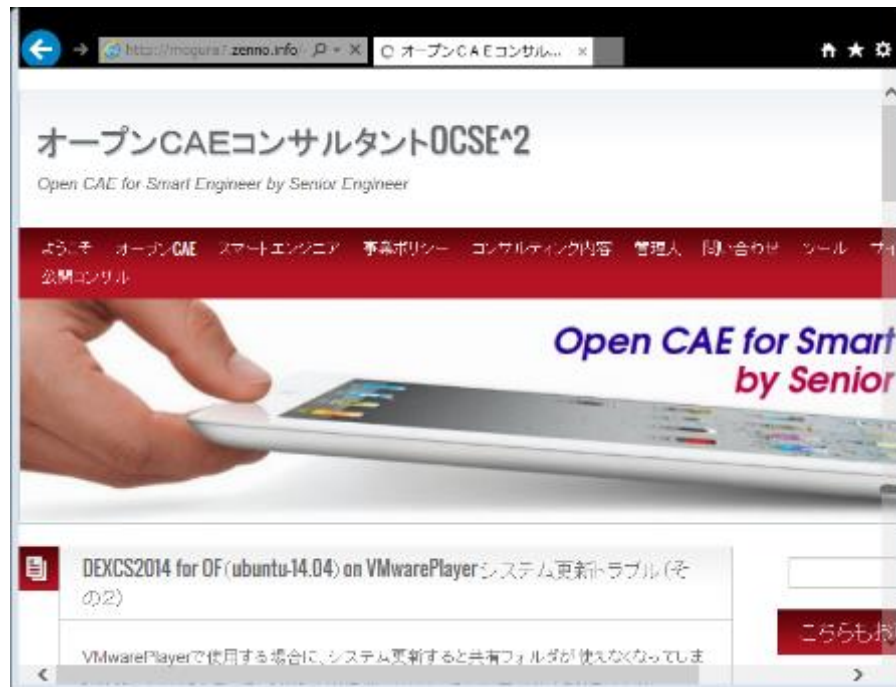 オープンCAEコンサル...
オープンCAEコンサルタントOCSE^2
Open CAE for Smart Engineer by Senior Engineer
ようこそ オープンCAE スマートエンジニア 事業ポリシー コンサルティング内容 管理人 問い合わせ ツール サイ
公開コンサル
Open CAE for Smart
by Senior
DEXCS2014 for OF(ubuntu-14.04) on VMwarePlayerシステム更新トラブル(そ
の2)
こちらもお
VMwarePlayerで使用する場合に、システム更新すると共有フォルダが使えなくなってしま